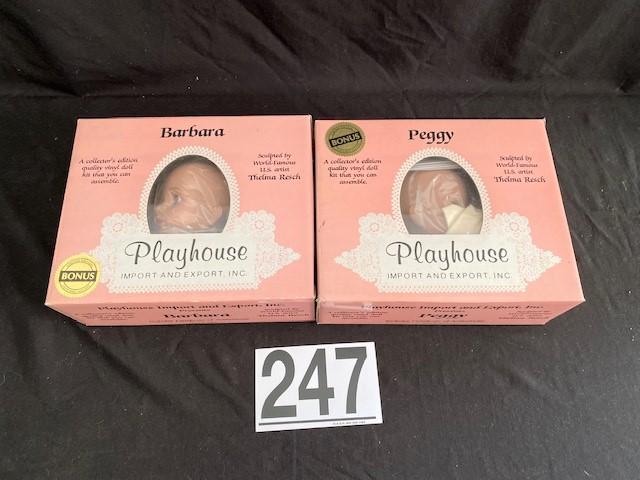 Barbara
A collector's edition
quality vinyl doll
kit that you can
assemble.
Sculpted by
World-Famous
U.S. artist
Thelma Resch
Playhouse
IMPORT AND EXPORT, INC.
BONUS
Playhouse Import and Export, Inc.
Presents
Barbara
BONUS
Peggy
A collector's edition
quality vinyl doll
kit that you can
assemble.
Sculpted by
World-Famous
U.S. artist
Thelma Resch
Playhouse
IMPORT AND EXPORT, INC.
Playhouse Import and Export, Inc.
Presents
Peggy
247